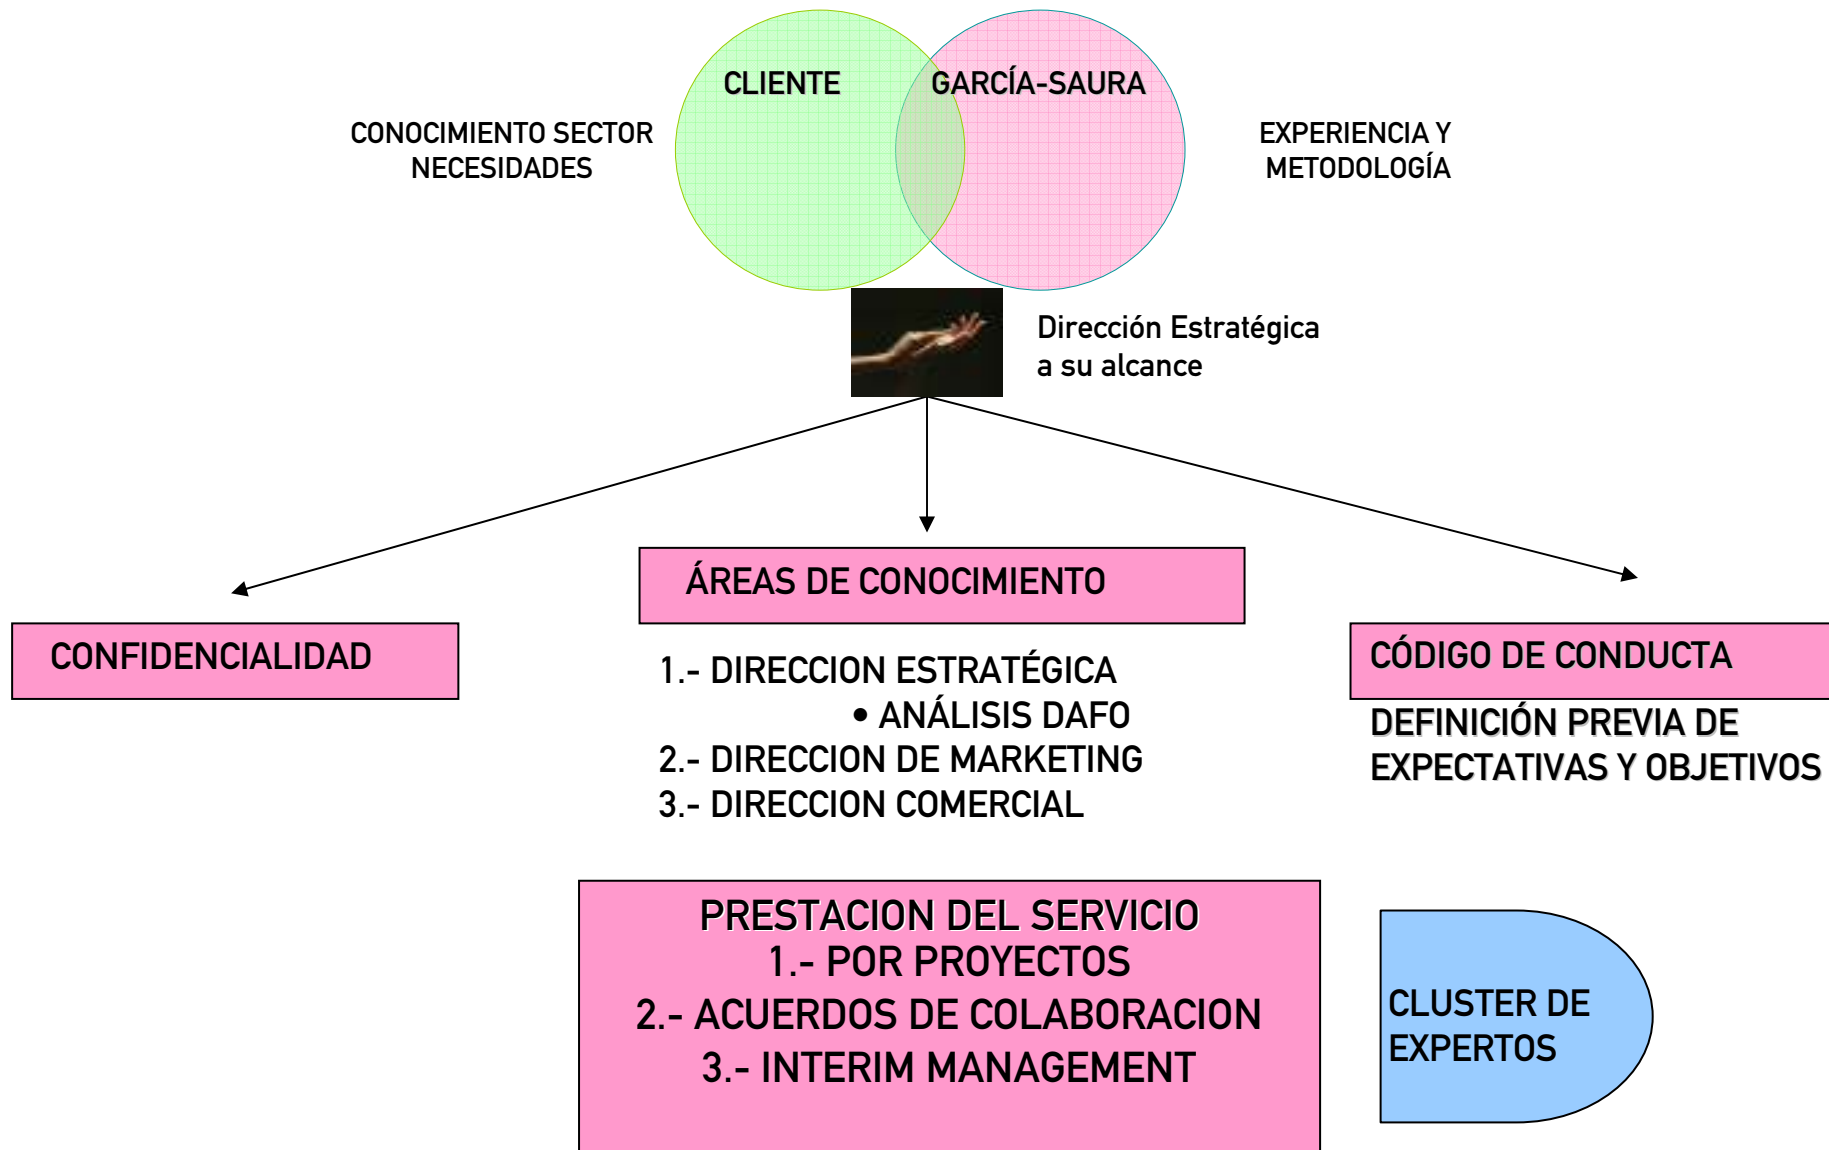 CLIENTE
GARCÍA-SAURA
CONOCIMIENTO SECTOR
NECESIDADES
EXPERIENCIA Y
METODOLOGÍA
Dirección Estratégica
a su alcance
CONFIDENCIALIDAD
ÁREAS DE CONOCIMIENTO
1.- DIRECCION ESTRATÉGICA
• ANÁLISIS DAFO
2.- DIRECCION DE MARKETING
3.- DIRECCION COMERCIAL
CÓDIGO DE CONDUCTA
DEFINICIÓN PREVIA DE
EXPECTATIVAS Y OBJETIVOS
PRESTACION DEL SERVICIO
1.- POR PROYECTOS
2.- ACUERDOS DE COLABORACION
3.- INTERIM MANAGEMENT
CLUSTER DE
EXPERTOS